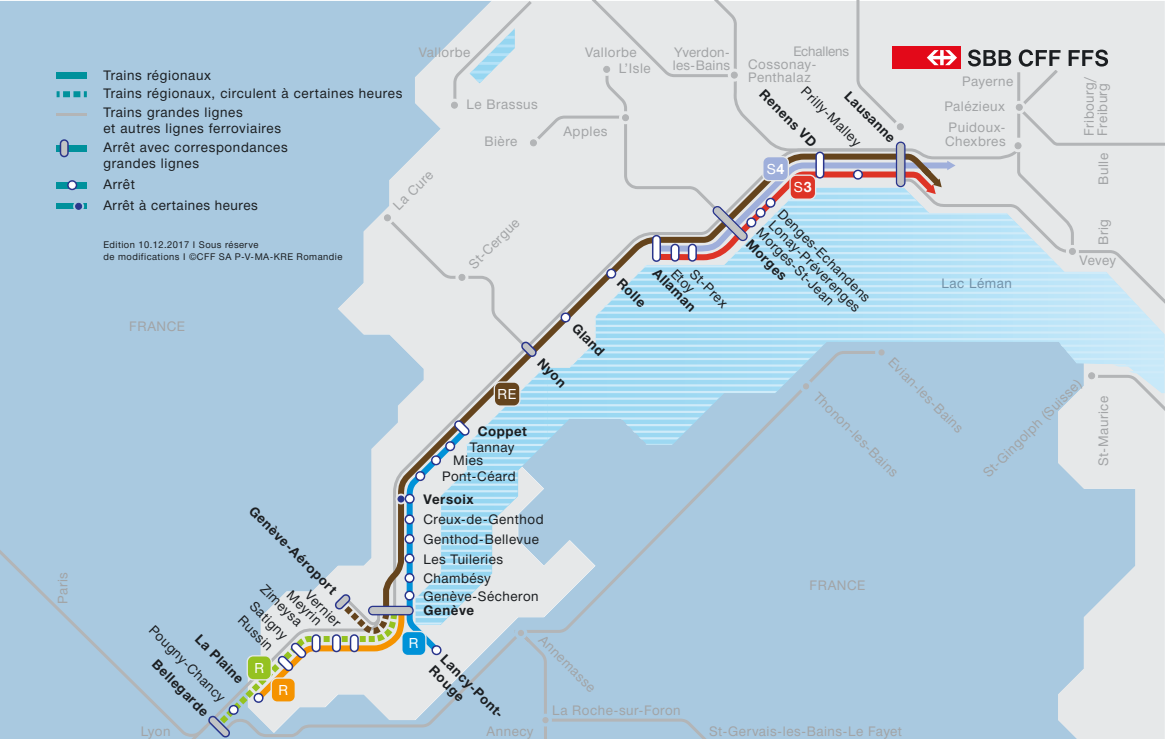 SBB CFF FFS
Trains régionaux
Trains régionaux, circulent à certaines heures
Trains grandes lignes
et autres lignes ferroviaires
Arrêt avec correspondances
grandes lignes
Arrêt
Arrêt à certaines heures
Edition 10.12.2017 I Sous réserve
de modifications I ©CFF SA P-V-MA-KRE Romandie
Vallorbe
Le Brassus
Vallorbe
L'Isle
Bière
Apples
Yverdon-
les-Bains
Cossonay-
Penthalaz
Echallens
Payerne
Palézieux
Puidoux-
Chexbres
Fribourg/
Freiburg
Bulle
Brig
Vevey
Renens VD
Prilly-Malley
Lausanne
S4
S3
La Cure
St-Cergue
Denges-Echandens
Lonay-Préverenges
Morges-St-Jean
Morges
St-Prex
Etoy
Allaman
Rolle
Gland
Nyon
RE
Lac Léman
FRANCE
Coppet
Tannay
Mies
Pont-Céard
Versoix
Creux-de-Genthod
Genthod-Bellevue
Les Tuileries
Chambésy
Genève-Sécheron
Genève
Genève-Aéroport
Vernier
Meyrin
Zimeysa
Satigny
Russin
La Plaine
Pougny-Chancy
Bellegarde
R
R
R
Lancy-Pont-
Rouge
Evian-les-Bains
Thonon-les-Bains
St-Gingolph (Suisse)
St-Maurice
FRANCE
Paris
Lyon
Annemasse
La Roche-sur-Foron
Annecy
St-Gervais-les-Bains-Le Fayet